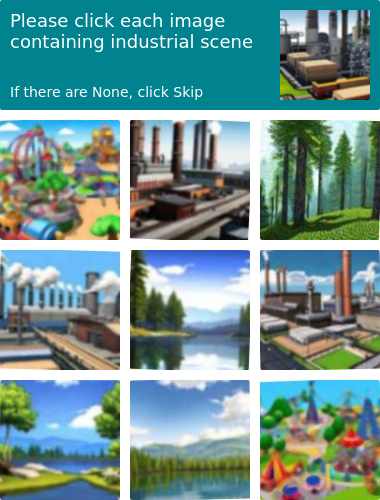 Please click each image
containing industrial scene
If there are None, click Skip